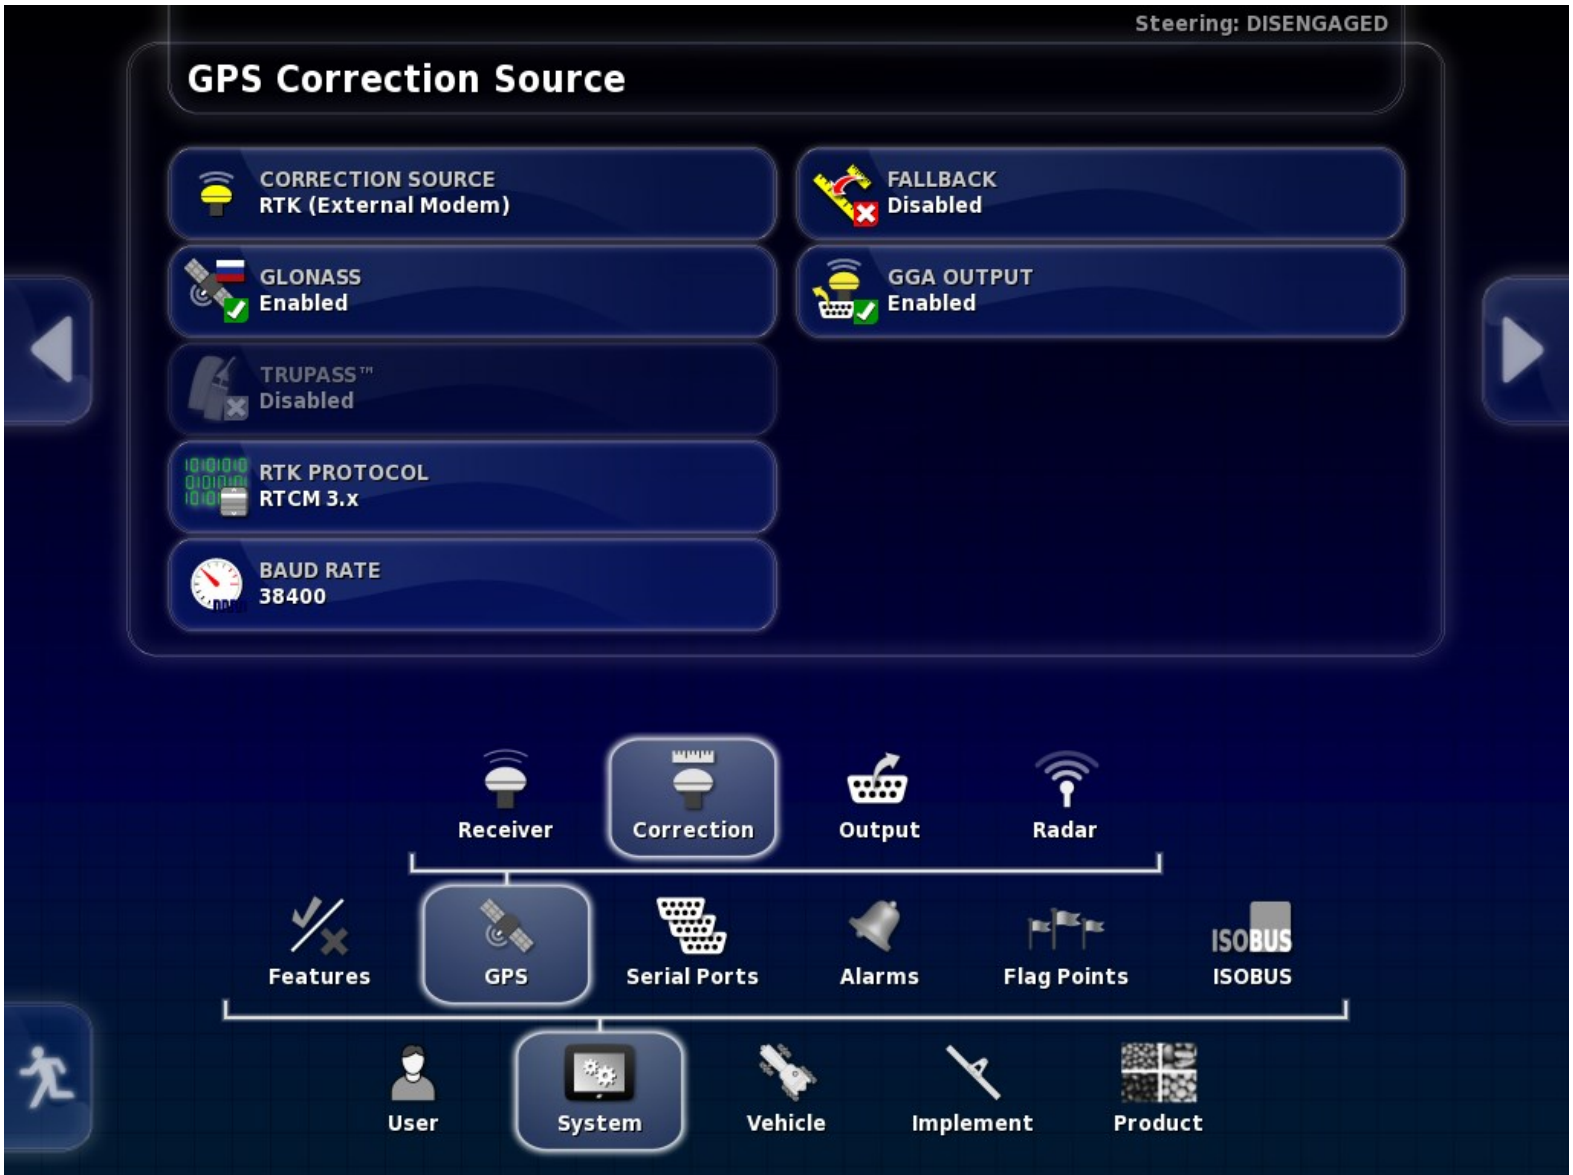 Steering: DISENGAGED
GPS Correction Source
CORRECTION SOURCE
RTK (External Modem)
FALLBACK
Disabled
GLONASS
Enabled
GGA OUTPUT
Enabled
TRUPASS™
Disabled
RTK PROTOCOL
RTCM 3.x
BAUD RATE
38400
Receiver
Correction
Output
Radar
ISOBUS
Features
GPS
Serial Ports
Alarms
Flag Points
ISOBUS
User
System
Vehicle
Implement
Product